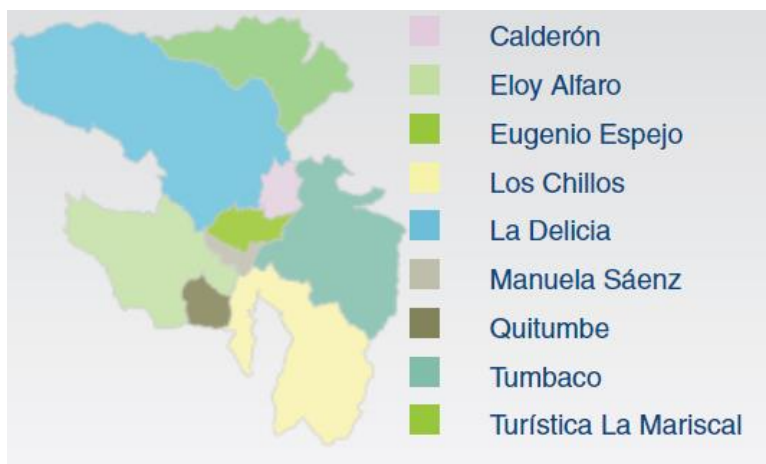 Calderón
Eloy Alfaro
Eugenio Espejo
Los Chillos
La Delicia
Manuela Sáenz
Quitumbe
Tumbaco
Turística La Mariscal